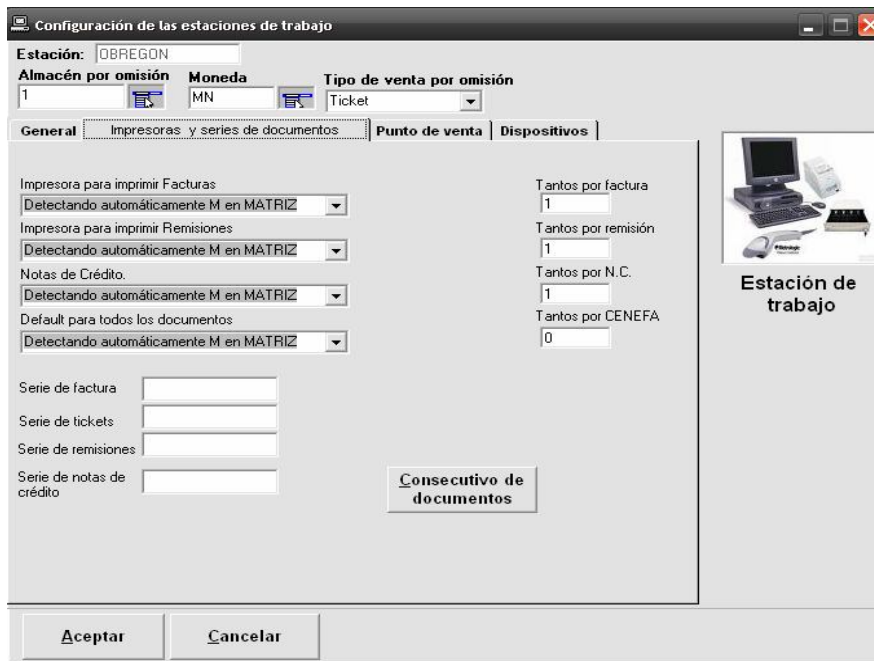 Configuración de las estaciones de trabajo
Estación: OBREGON
Almacén por omisión Moneda Tipo de venta por omisión
1 MN Ticket
General Impresoras y series de documentos Punto de venta Dispositivos
Impresora para imprimir Facturas Tantos por factura
Detectando automáticamente M en MATRIZ 1
Impresora para imprimir Remisiones Tantos por remisión
Detectando automáticamente M en MATRIZ 1
Notas de Crédito. Tantos por N.C.
Detectando automáticamente M en MATRIZ 1
Default para todos los documentos Tantos por CENEFA
Detectando automáticamente M en MATRIZ 0
Estación de
trabajo
Serie de factura
Serie de tickets
Serie de remisiones
Serie de notas de
crédito
Consecutivo de
documentos
Aceptar Cancelar